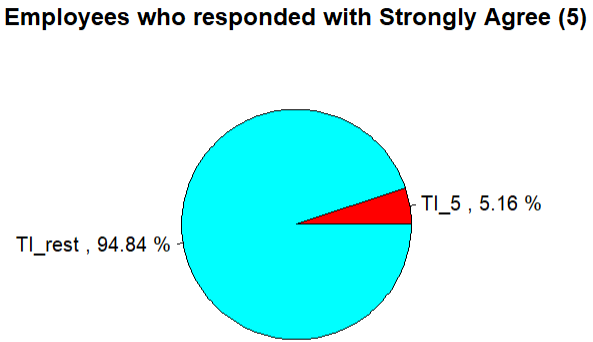 Employees who responded with Strongly Agree (5)
TI_5 , 5.16 %
TI_rest , 94.84 %